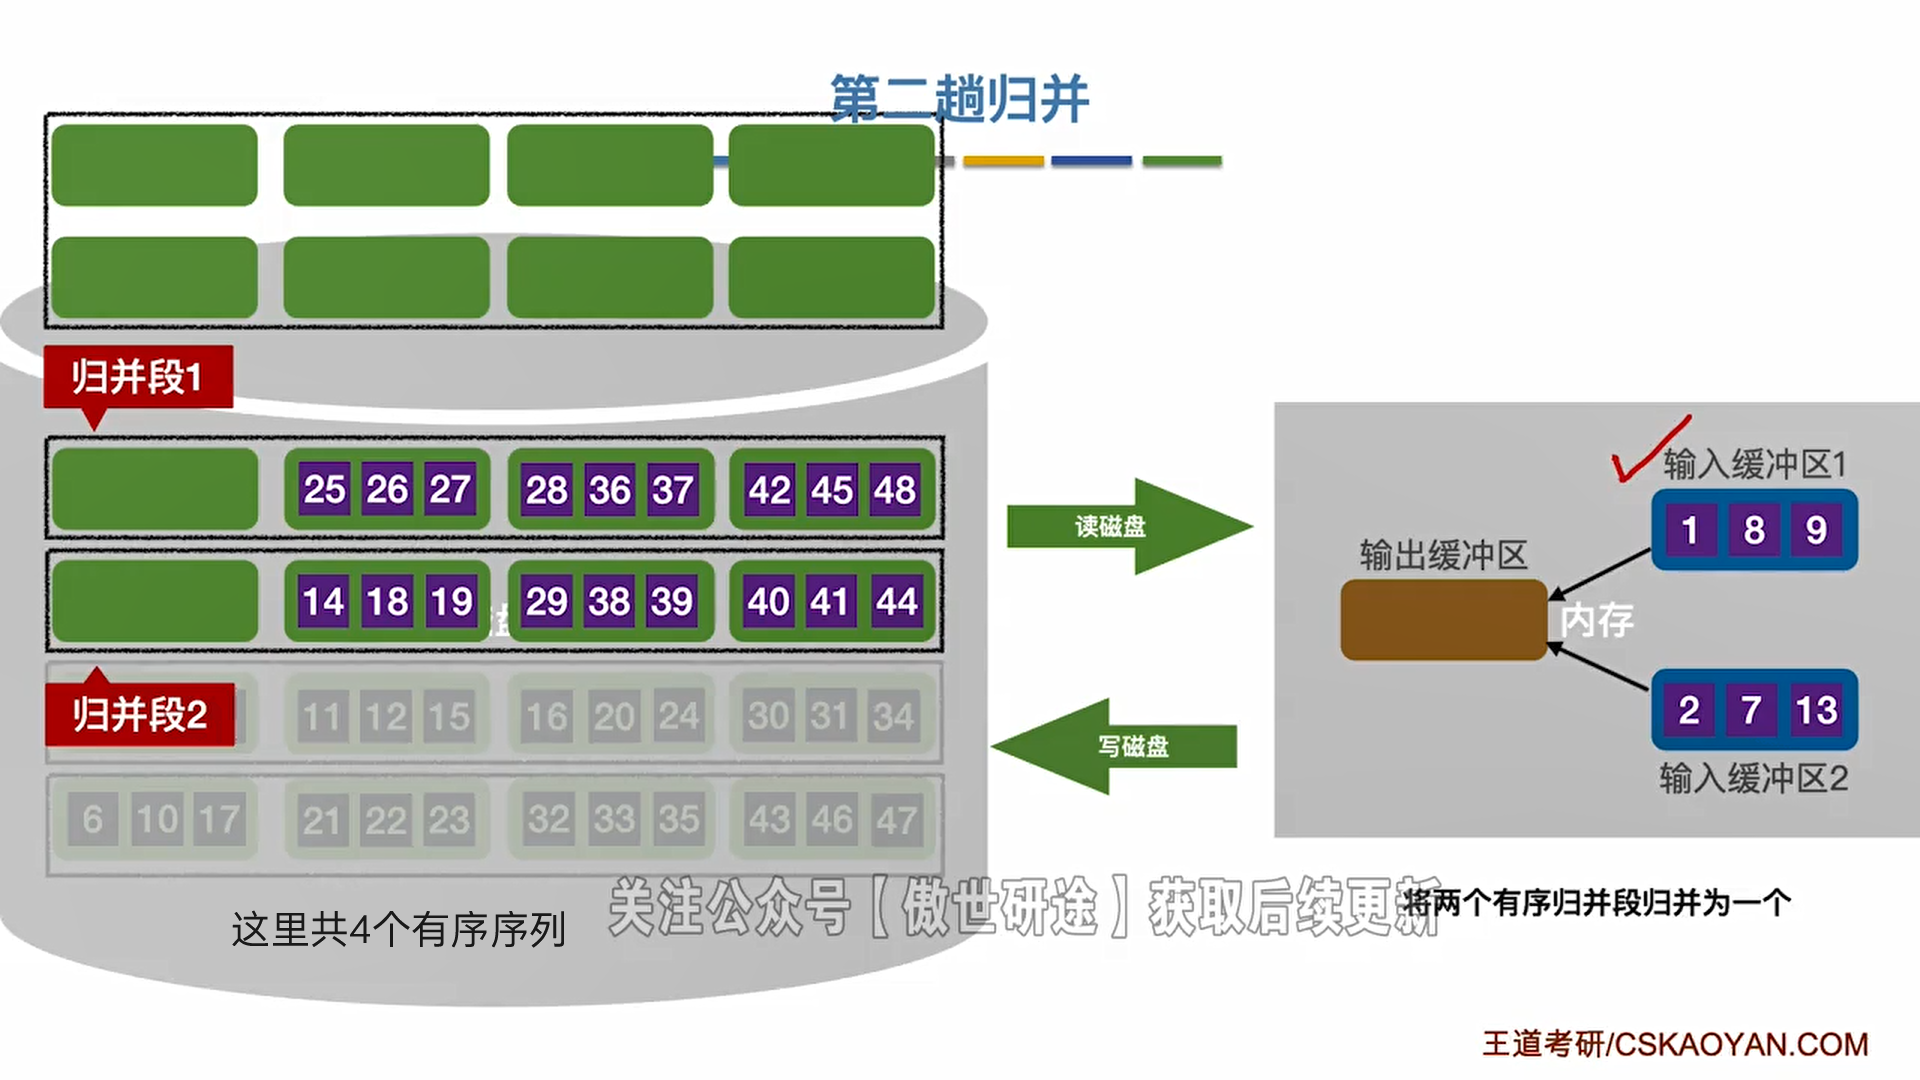 第二趟归并
归并段1
25 26 27 28 36 37 42 45 48
14 18 19 29 38 39 40 41 44
归并段2
11 12 15 16 20 24 30 31 34
6 10 17 21 22 23 32 33 35 43 46 47
这里共4个有序序列
读磁盘
写磁盘
输入缓冲区1
1 8 9
输出缓冲区
内存
2 7 13
输入缓冲区2
将两个有序归并段归并为一个
关注公众号【傲世研途】获取后续更新
王道考研/CSKAOYAN.COM